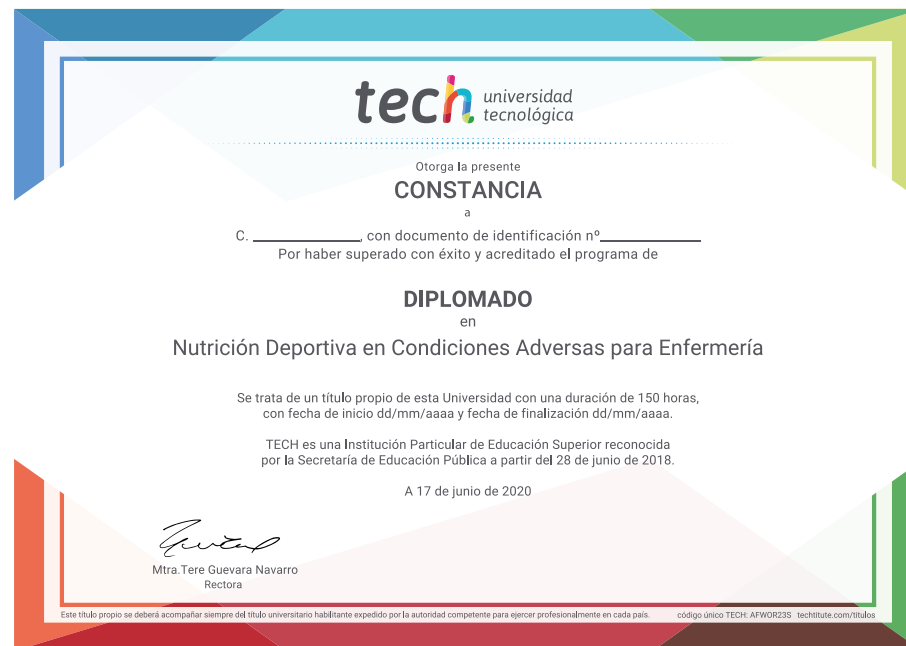 tech universidad
tecnológica
Otorga la presente
CONSTANCIA
a
C. ____________, con documento de identificación nº____________
Por haber superado con éxito y acreditado el programa de
DIPLOMADO
en
Nutrición Deportiva en Condiciones Adversas para Enfermería
Se trata de un título propio de esta Universidad con una duración de 150 horas,
con fecha de inicio dd/mm/aaaa y fecha de finalización dd/mm/aaaa.
TECH es una Institución Particular de Educación Superior reconocida
por la Secretaría de Educación Pública a partir del 28 de junio de 2018.
A 17 de junio de 2020
Mtra.Tere Guevara Navarro
Rectora
Este título propio se deberá acompañar siempre del título universitario habilitante expedido por la autoridad competente para ejercer profesionalmente en cada país. código único TECH: AFWOR23S techtitute.com/titulos